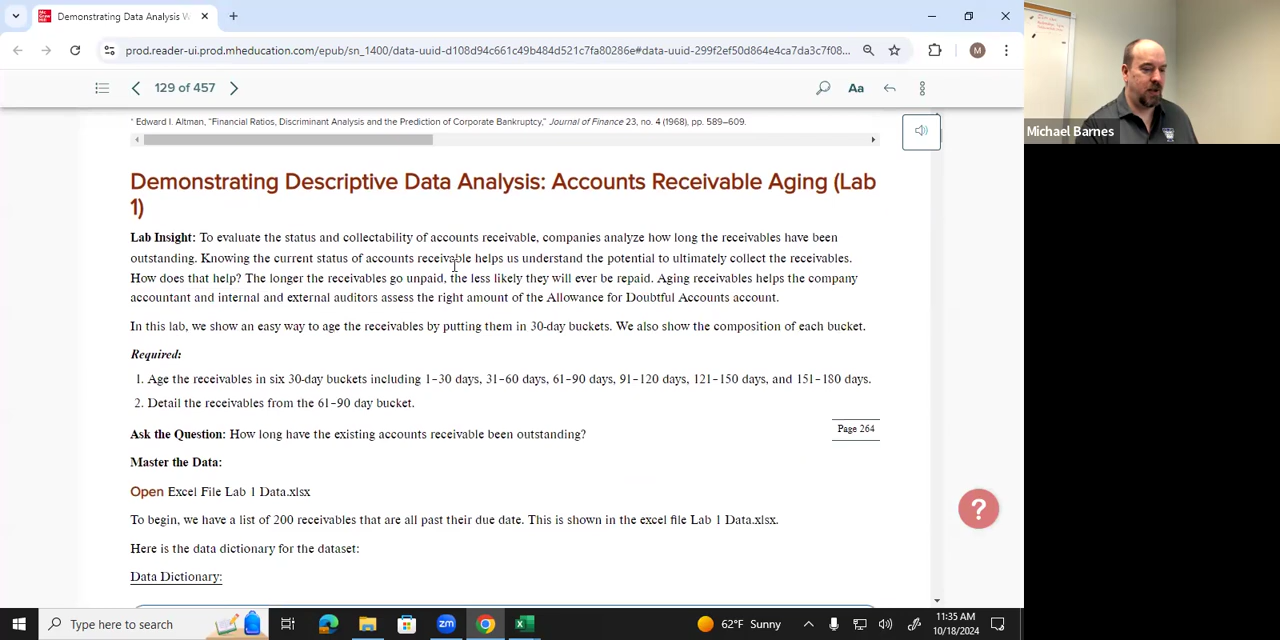 Demonstrating Data Analysis W
prod.reader-ui.prod.mheducation.com/epub/sn_1400/data-uuid-d108d94c661c49b484d521c7fa80286e#data-uuid-299f2ef50d864e4ca7da3c7f08...
M
129 of 457
Aa
* Edward I. Altman, “Financial Ratios, Discriminant Analysis and the Prediction of Corporate Bankruptcy,” Journal of Finance 23, no. 4 (1968), pp. 589–609.
Demonstrating Descriptive Data Analysis: Accounts Receivable Aging (Lab
1)
Lab Insight: To evaluate the status and collectability of accounts receivable, companies analyze how long the receivables have been
outstanding. Knowing the current status of accounts receivable helps us understand the potential to ultimately collect the receivables.
How does that help? The longer the receivables go unpaid, the less likely they will ever be repaid. Aging receivables helps the company
accountant and internal and external auditors assess the right amount of the Allowance for Doubtful Accounts account.
In this lab, we show an easy way to age the receivables by putting them in 30-day buckets. We also show the composition of each bucket.
Required:
1. Age the receivables in six 30-day buckets including 1–30 days, 31–60 days, 61–90 days, 91–120 days, 121–150 days, and 151–180 days.
2. Detail the receivables from the 61–90 day bucket.
Page 264
Ask the Question: How long have the existing accounts receivable been outstanding?
Master the Data:
Open Excel File Lab 1 Data.xlsx
To begin, we have a list of 200 receivables that are all past their due date. This is shown in the excel file Lab 1 Data.xlsx.
Here is the data dictionary for the dataset:
Data Dictionary:
?
Michael Barnes
Type here to search
zm
62°F Sunny
11:35 AM
10/18/2024